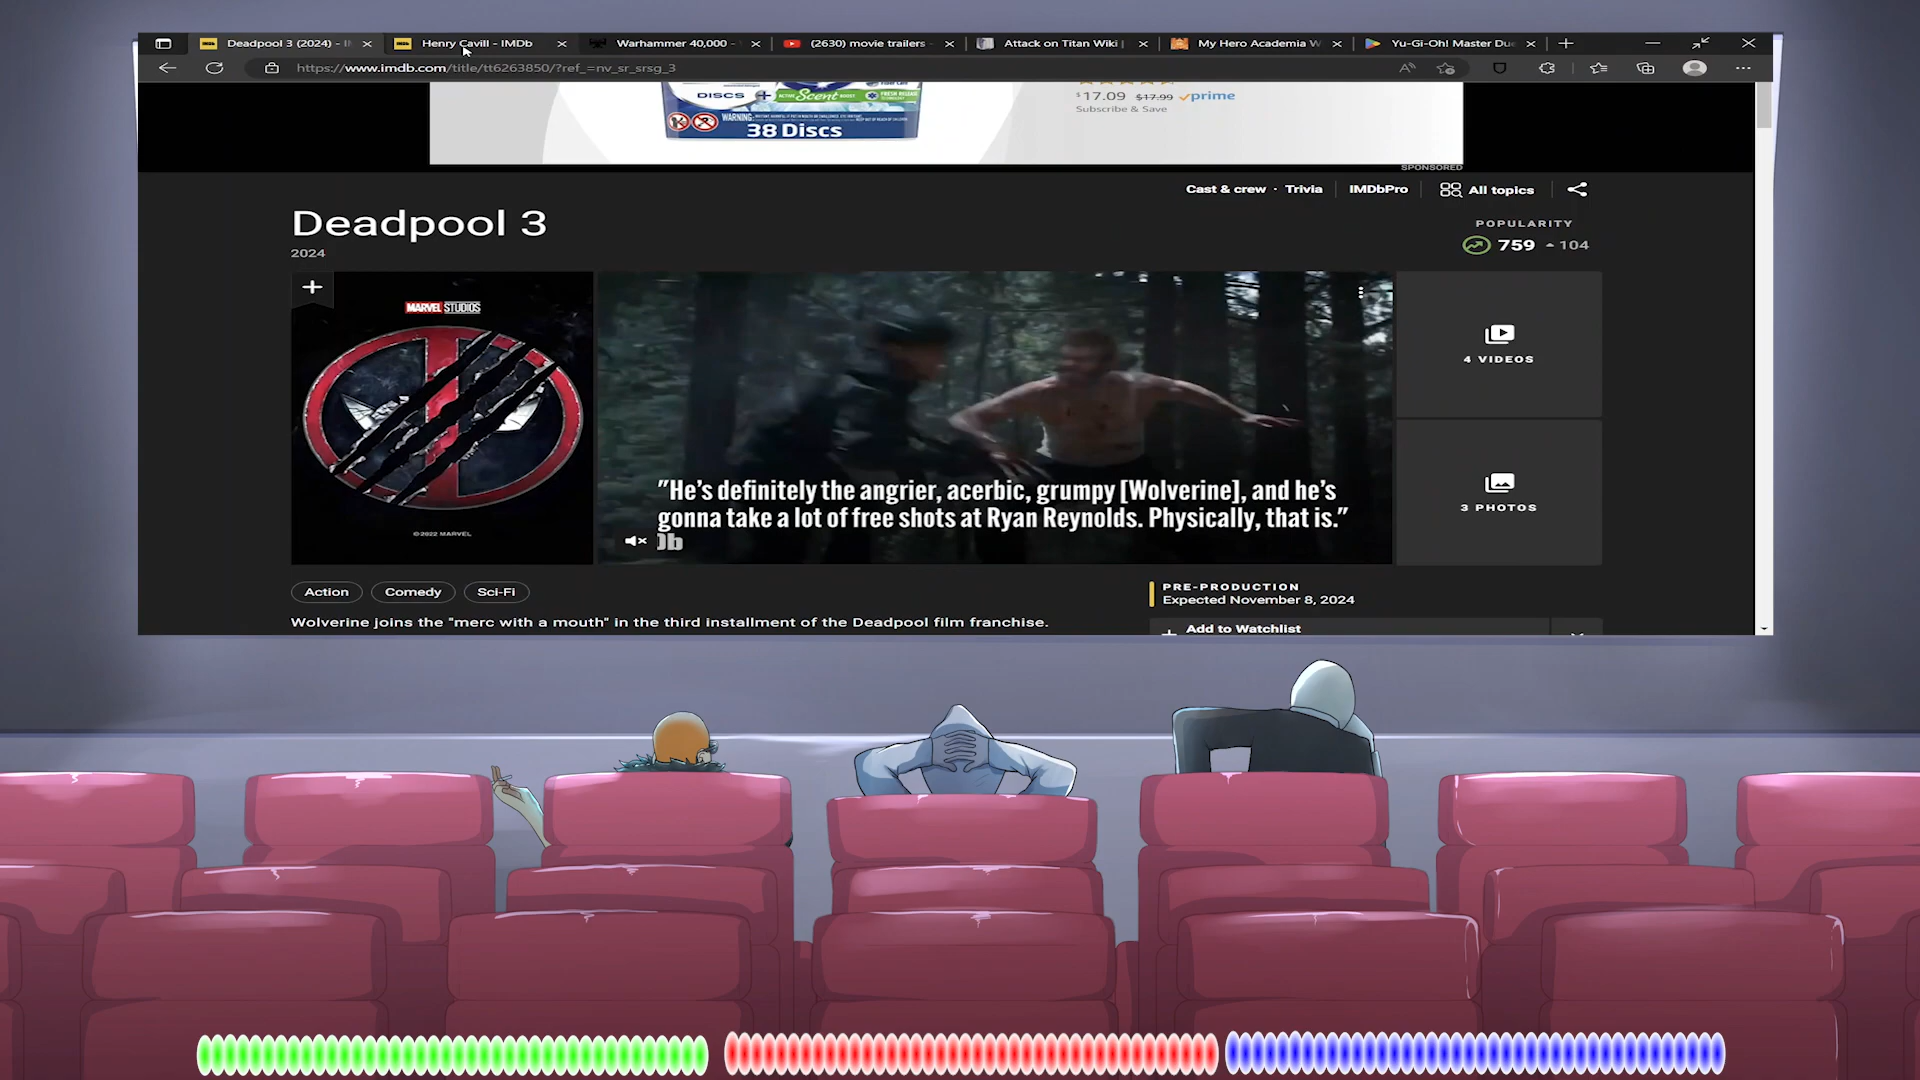 Deadpool 3 (2024) - I
Henry Cavill - IMDb
Warhammer 40,000 -
(2630) movie trailers -
Attack on Titan Wiki |
My Hero Academia W
Yu-Gi-Oh! Master Due
https://www.imdb.com/title/tt6263850/?ref_=nv_sr_srsg_3
DISCS + ACTIVE Scent BOOST FRESH RELEASE
WARNING:
38 Discs
$17.09 $17.99 prime
Subscribe & Save
SPONSORED
Cast & crew · Trivia IMDbPro All topics
Deadpool 3
2024
POPULARITY
759 104
MARVEL STUDIOS
©2022 MARVEL
"He's definitely the angrier, acerbic, grumpy [Wolverine], and he's
gonna take a lot of free shots at Ryan Reynolds. Physically, that is."
4 VIDEOS
3 PHOTOS
Action Comedy Sci-Fi
PRE-PRODUCTION
Expected November 8, 2024
Wolverine joins the "merc with a mouth" in the third installment of the Deadpool film franchise.
Add to Watchlist